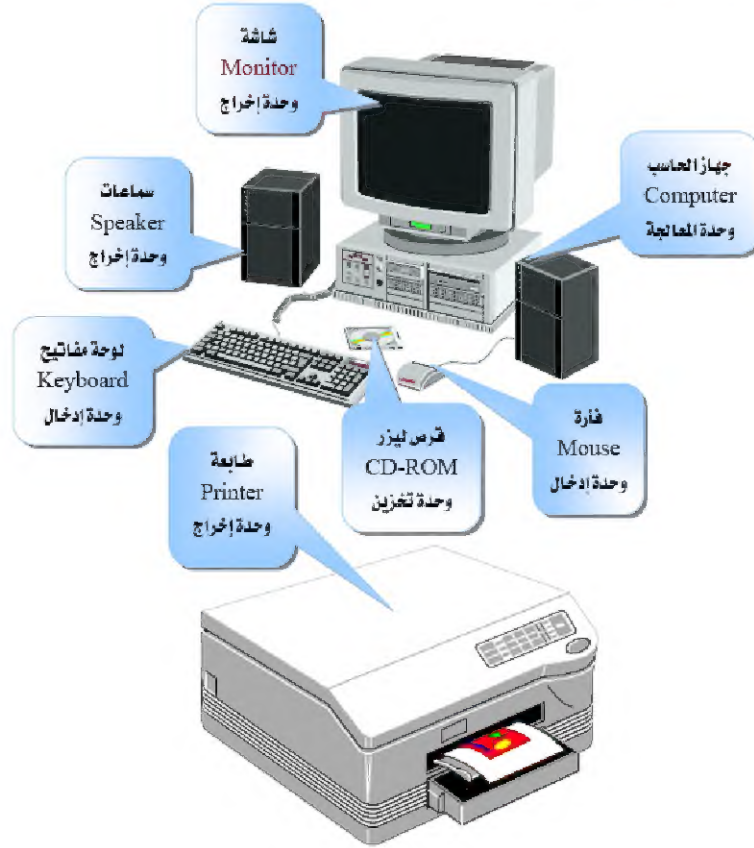 شاشة
Monitor
وحدة إخراج
جهاز الحاسب
Computer
وحدة المعالجة
سماعات
Speaker
وحدة إخراج
لوحة مفاتيح
Keyboard
وحدة إدخال
قرص ليزر
CD-ROM
وحدة تخزين
فأرة
Mouse
وحدة إدخال
طابعة
Printer
وحدة إخراج